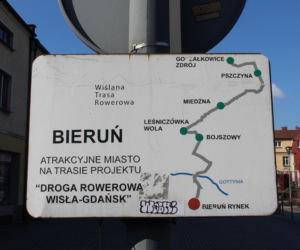 Wiślana
Trasa
Rowerowa
BIERUŃ
ATRAKCYJNE MIASTO
NA TRASIE PROJEKTU
"DROGA ROWEROWA
WISŁA-GDAŃSK"
ZDRÓJ
PSZCZYNA
MIEDŹNA
LEŚNICZÓWKA
WOLA
BOJSZOWY
GOSTYNIA
BIERUŃ RYNEK